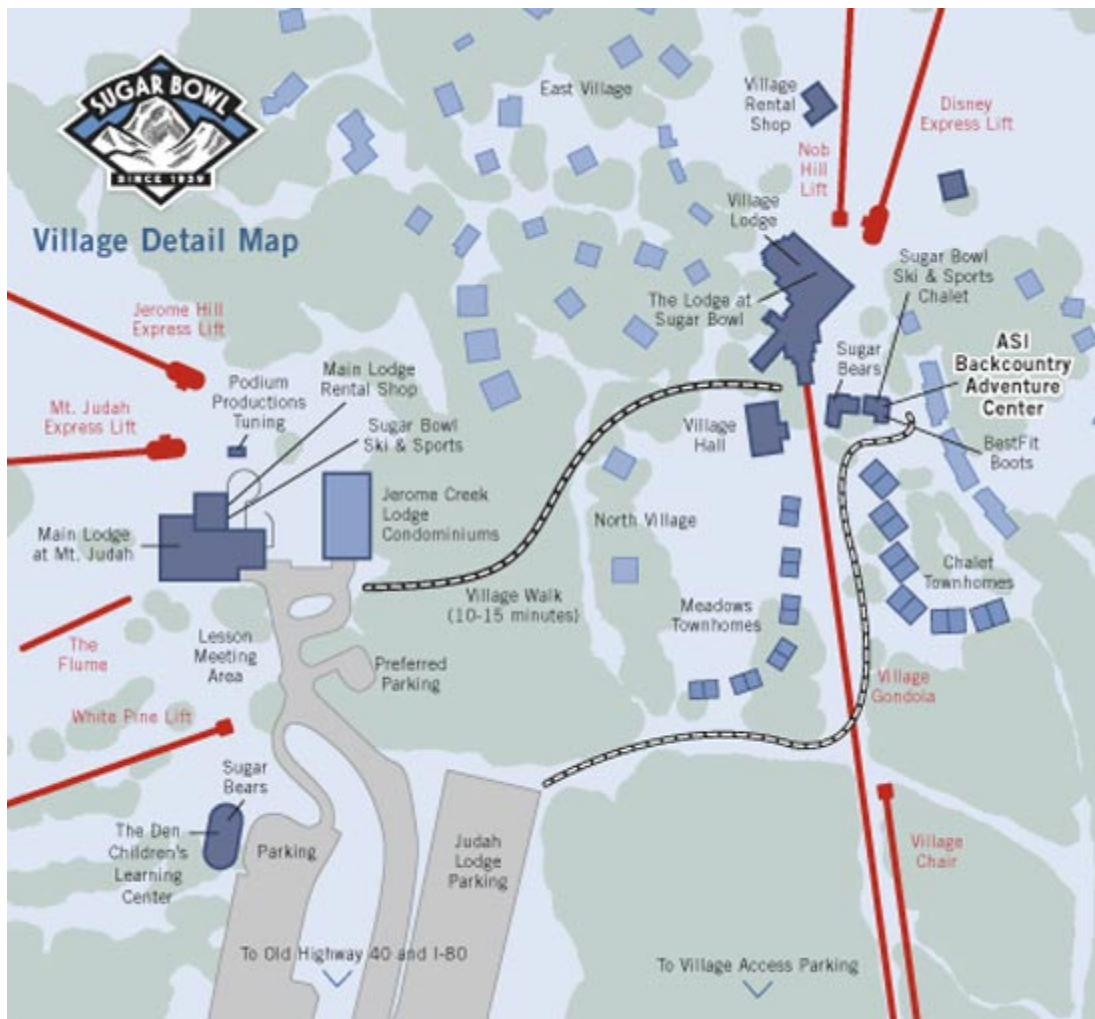 SUGAR BOWL
SINCE 1939
Village Detail Map
East Village
Village
Rental
Shop
Nob
Hill
Lift
Disney
Express Lift
Village
Lodge
The Lodge at
Sugar Bowl
Sugar Bowl
Ski & Sports
Chalet
Sugar
Bears
ASI
Backcountry
Adventure
Center
BestFit
Boots
Jerome Hill
Express Lift
Main Lodge
Rental Shop
Podium
Productions
Tuning
Mt. Judah
Express Lift
Sugar Bowl
Ski & Sports
Village
Hall
Jerome Creek
Lodge
Condominiums
North Village
Main Lodge
at Mt. Judah
Chalet
Townhomes
Village Walk
(10-15 minutes)
Meadows
Townhomes
The
Flume
Lesson
Meeting
Area
Preferred
Parking
Village
Gondola
White Pine Lift
Sugar
Bears
The Den
Children's
Learning
Center
Parking
Judah
Lodge
Parking
Village
Chair
To Old Highway 40 and I-80
To Village Access Parking